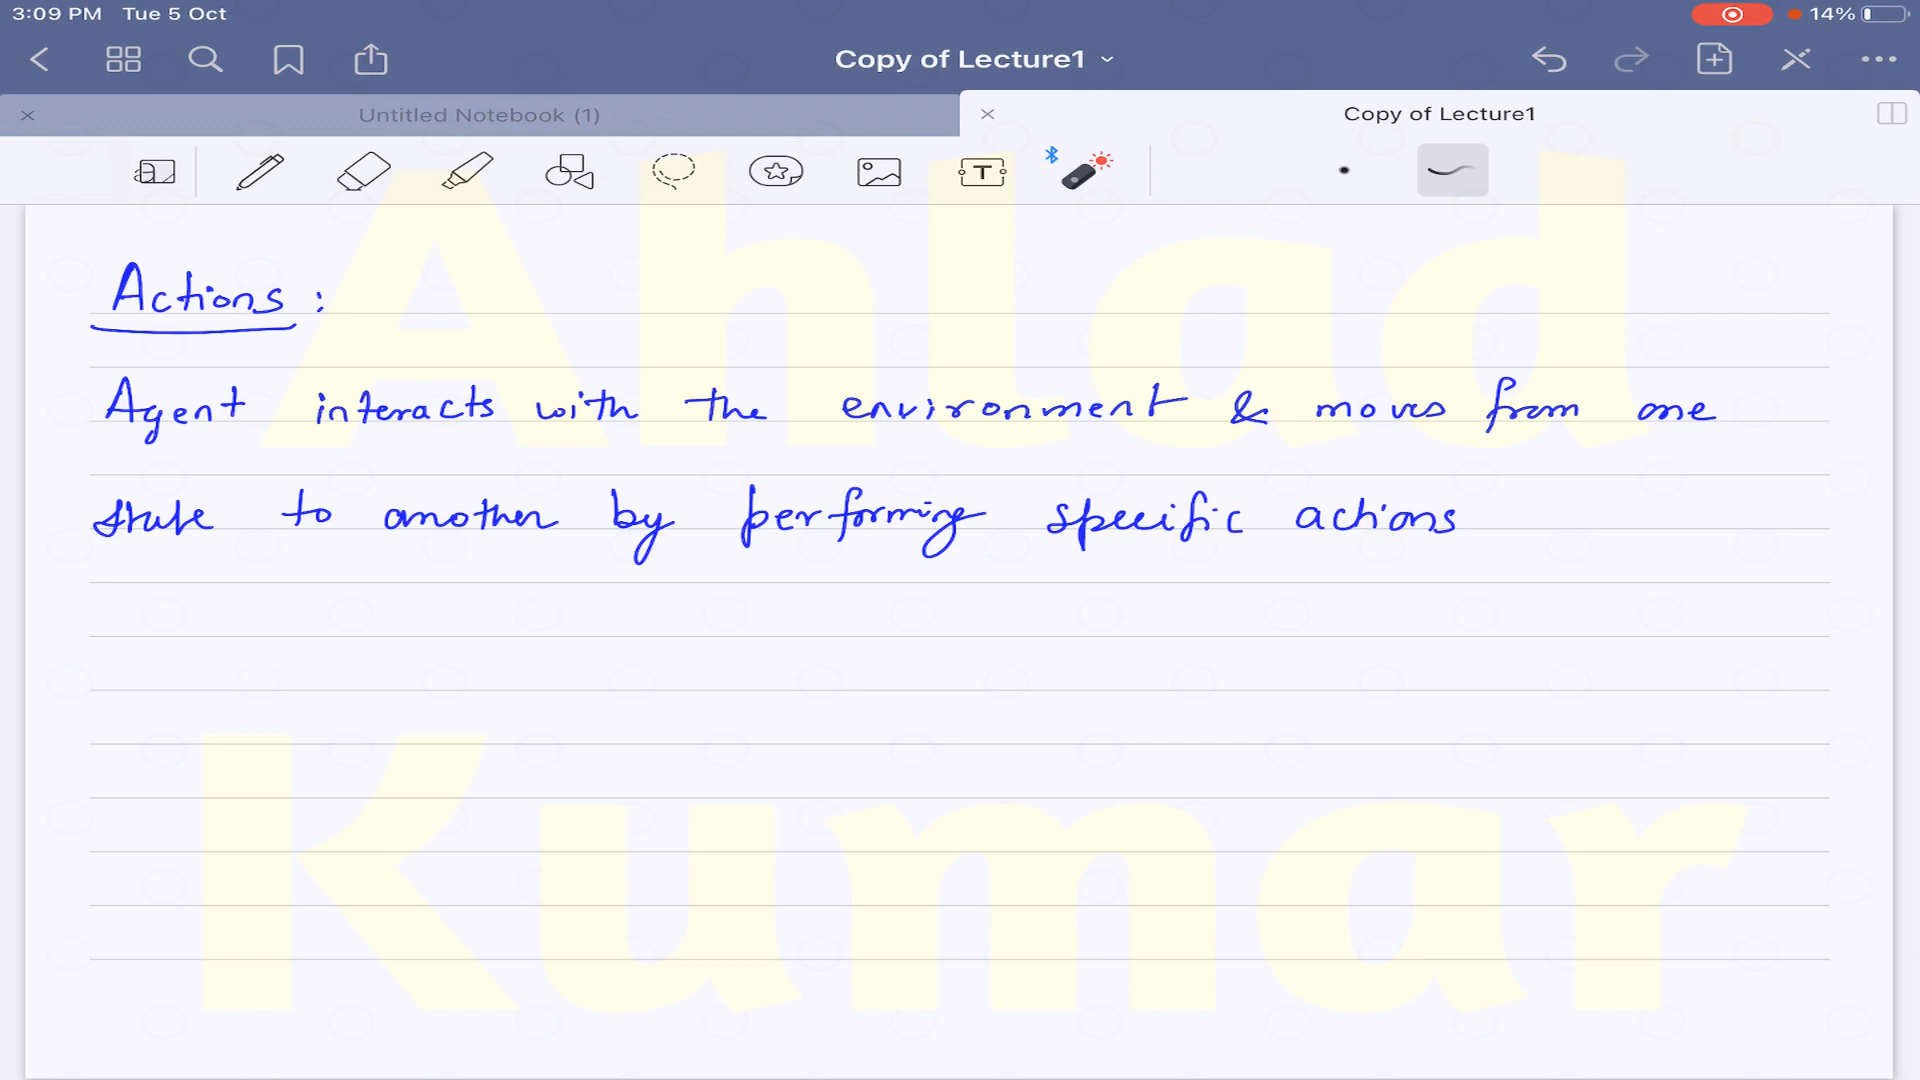 3:09 PM Tue 5 Oct
14%
Copy of Lecture1
Untitled Notebook (1)
Copy of Lecture1
Ahlad
Actions :
Agent interacts with the environment & moves from one
state to another by performing specific actions
Kumar